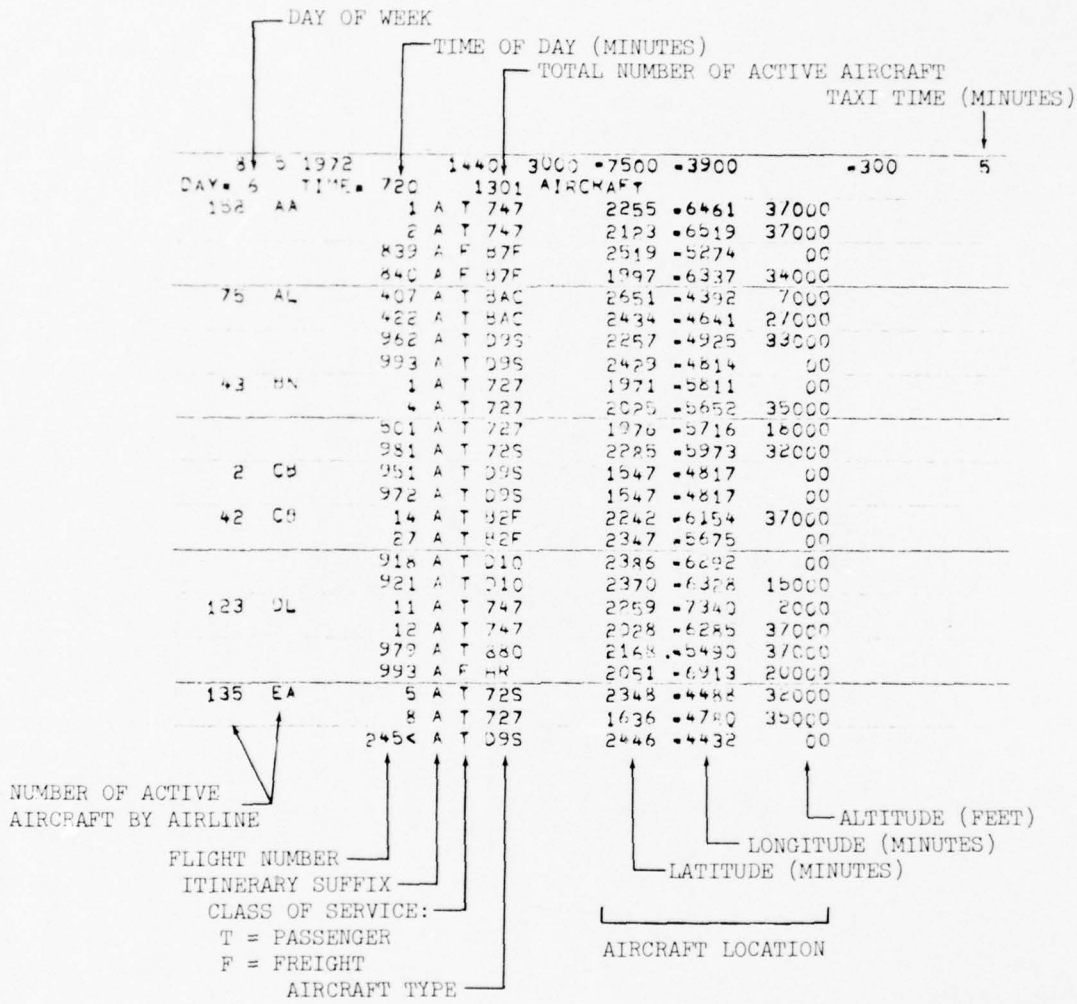 DAY OF WEEK
TIME OF DAY (MINUTES)
TOTAL NUMBER OF ACTIVE AIRCRAFT
TAXI TIME (MINUTES)
8 5 1972 1440 3000 -7500 -3900 -300 5
DAY= 6 TIME= 720 1301 AIRCRAFT
152 AA 1 A T 747 2255 -6461 37000
2 A T 747 2123 -6519 37000
839 A F B7F 2519 -5274 00
840 A F B7F 1997 -6337 34000
75 AL 407 A T BAC 2651 -4392 7000
422 A T BAC 2434 -4641 27000
962 A T D9S 2257 -4925 33000
993 A T D9S 2429 -4814 00
43 BN 1 A T 727 1971 -5811 00
4 A T 727 2025 -5652 35000
501 A T 727 1976 -5716 18000
981 A T 72S 2285 -5973 32000
2 CB 951 A T D9S 1547 -4817 00
972 A T D9S 1547 -4817 00
42 CO 14 A T 2242 -6154 37000
27 A T 2347 -5675 00
918 A T D10 2386 -6292 00
921 A T D10 2370 -6328 15000
123 DL 11 A T 747 2259 -7340 2000
12 A T 747 2028 -6285 37000
979 A T 880 2168 -5490 37000
993 A F HR 2051 -6913 20000
135 EA 5 A T 72S 2348 -4488 32000
8 A T 727 1636 -4780 35000
245< A T D9S 2446 -4432 00
NUMBER OF ACTIVE
AIRCRAFT BY AIRLINE
ALTITUDE (FEET)
LONGITUDE (MINUTES)
FLIGHT NUMBER
LATITUDE (MINUTES)
ITINERARY SUFFIX
CLASS OF SERVICE:
T = PASSENGER
F = FREIGHT
AIRCRAFT LOCATION
AIRCRAFT TYPE